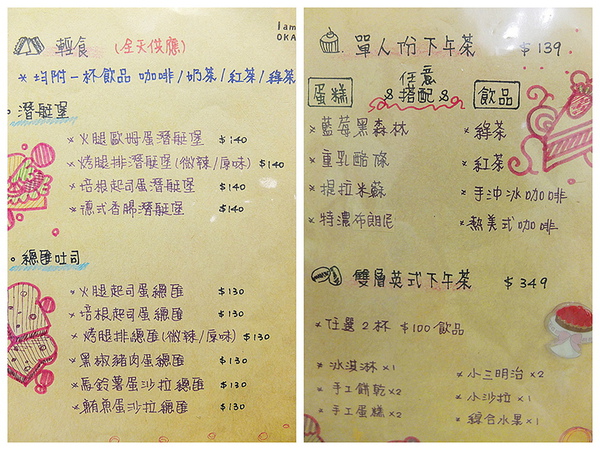 I am
OKA
輕食 (全天供應)
* 均附一杯飲品 咖啡/奶茶/紅茶/綠茶
。潛艇堡
* 火腿歐姆蛋潛艇堡 $140
* 烤腿排潛艇堡(微辣/原味) $140
* 培根起司蛋潛艇堡 $140
* 德式香腸潛艇堡 $140
。總匯吐司
* 火腿起司蛋總匯 $130
* 培根起司蛋總匯 $130
* 烤腿排總匯(微辣/原味) $130
* 黑椒豬肉蛋總匯 $130
* 馬鈴薯蛋沙拉總匯 $130
* 鮪魚蛋沙拉總匯 $130
單人份下午茶 $139
蛋糕 任意搭配 飲品
* 藍莓黑森林 * 綠茶
* 重乳酪條 * 紅茶
* 提拉米蘇 * 手沖冰咖啡
* 特濃布朗尼 * 熱美式咖啡
雙層英式下午茶 $349
* 任選2杯 $100飲品
* 冰淇淋×1 * 小三明治×2
* 手工餅乾×2 * 小沙拉×1
* 手工蛋糕×2 * 綜合水果×1